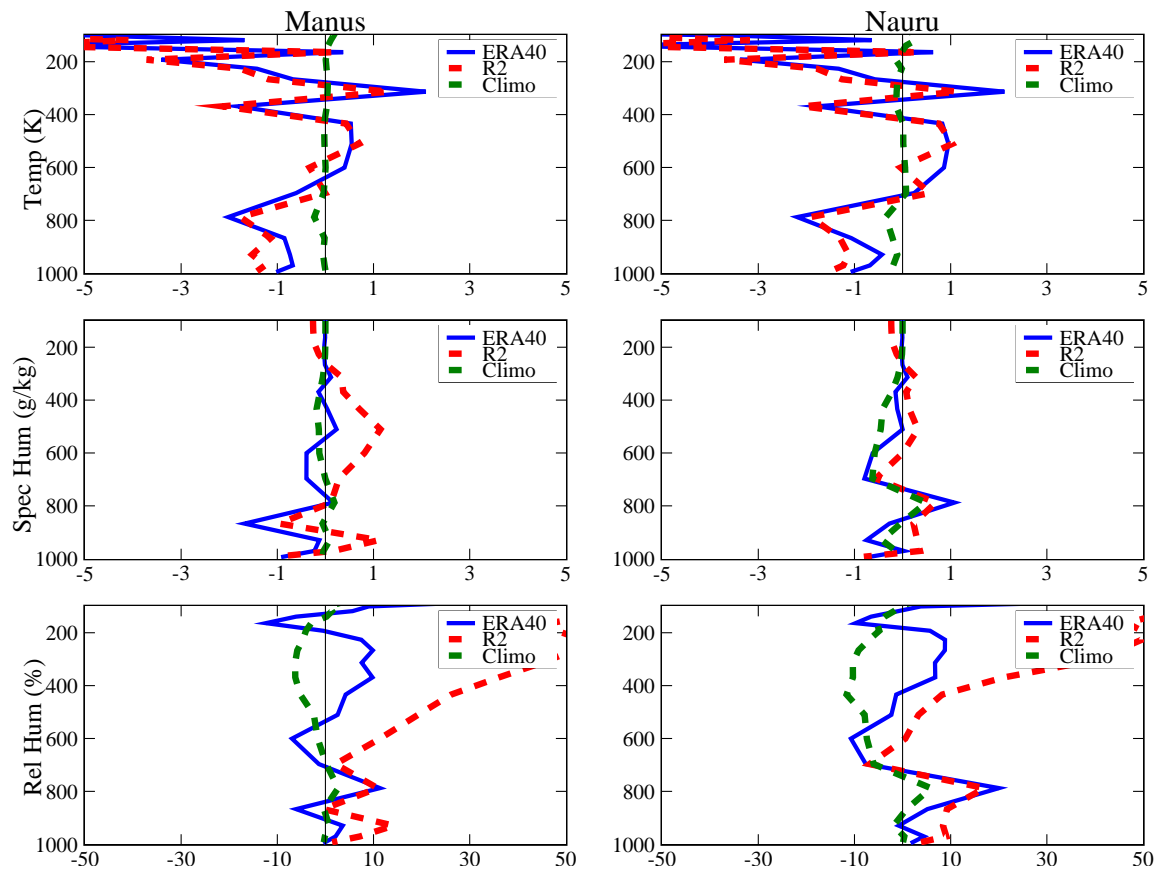 Manus
Nauru
200
400
600
800
1000
Temp (K)
ERA40
R2
Climo
-5 -3 -1 1 3 5
200
400
600
800
1000
ERA40
R2
Climo
-5 -3 -1 1 3 5
200
400
600
800
1000
Spec Hum (g/kg)
ERA40
R2
Climo
-5 -3 -1 1 3 5
200
400
600
800
1000
ERA40
R2
Climo
-5 -3 -1 1 3 5
200
400
600
800
1000
Rel Hum (%)
ERA40
R2
Climo
-50 -30 -10 10 30 50
200
400
600
800
1000
ERA40
R2
Climo
-50 -30 -10 10 30 50